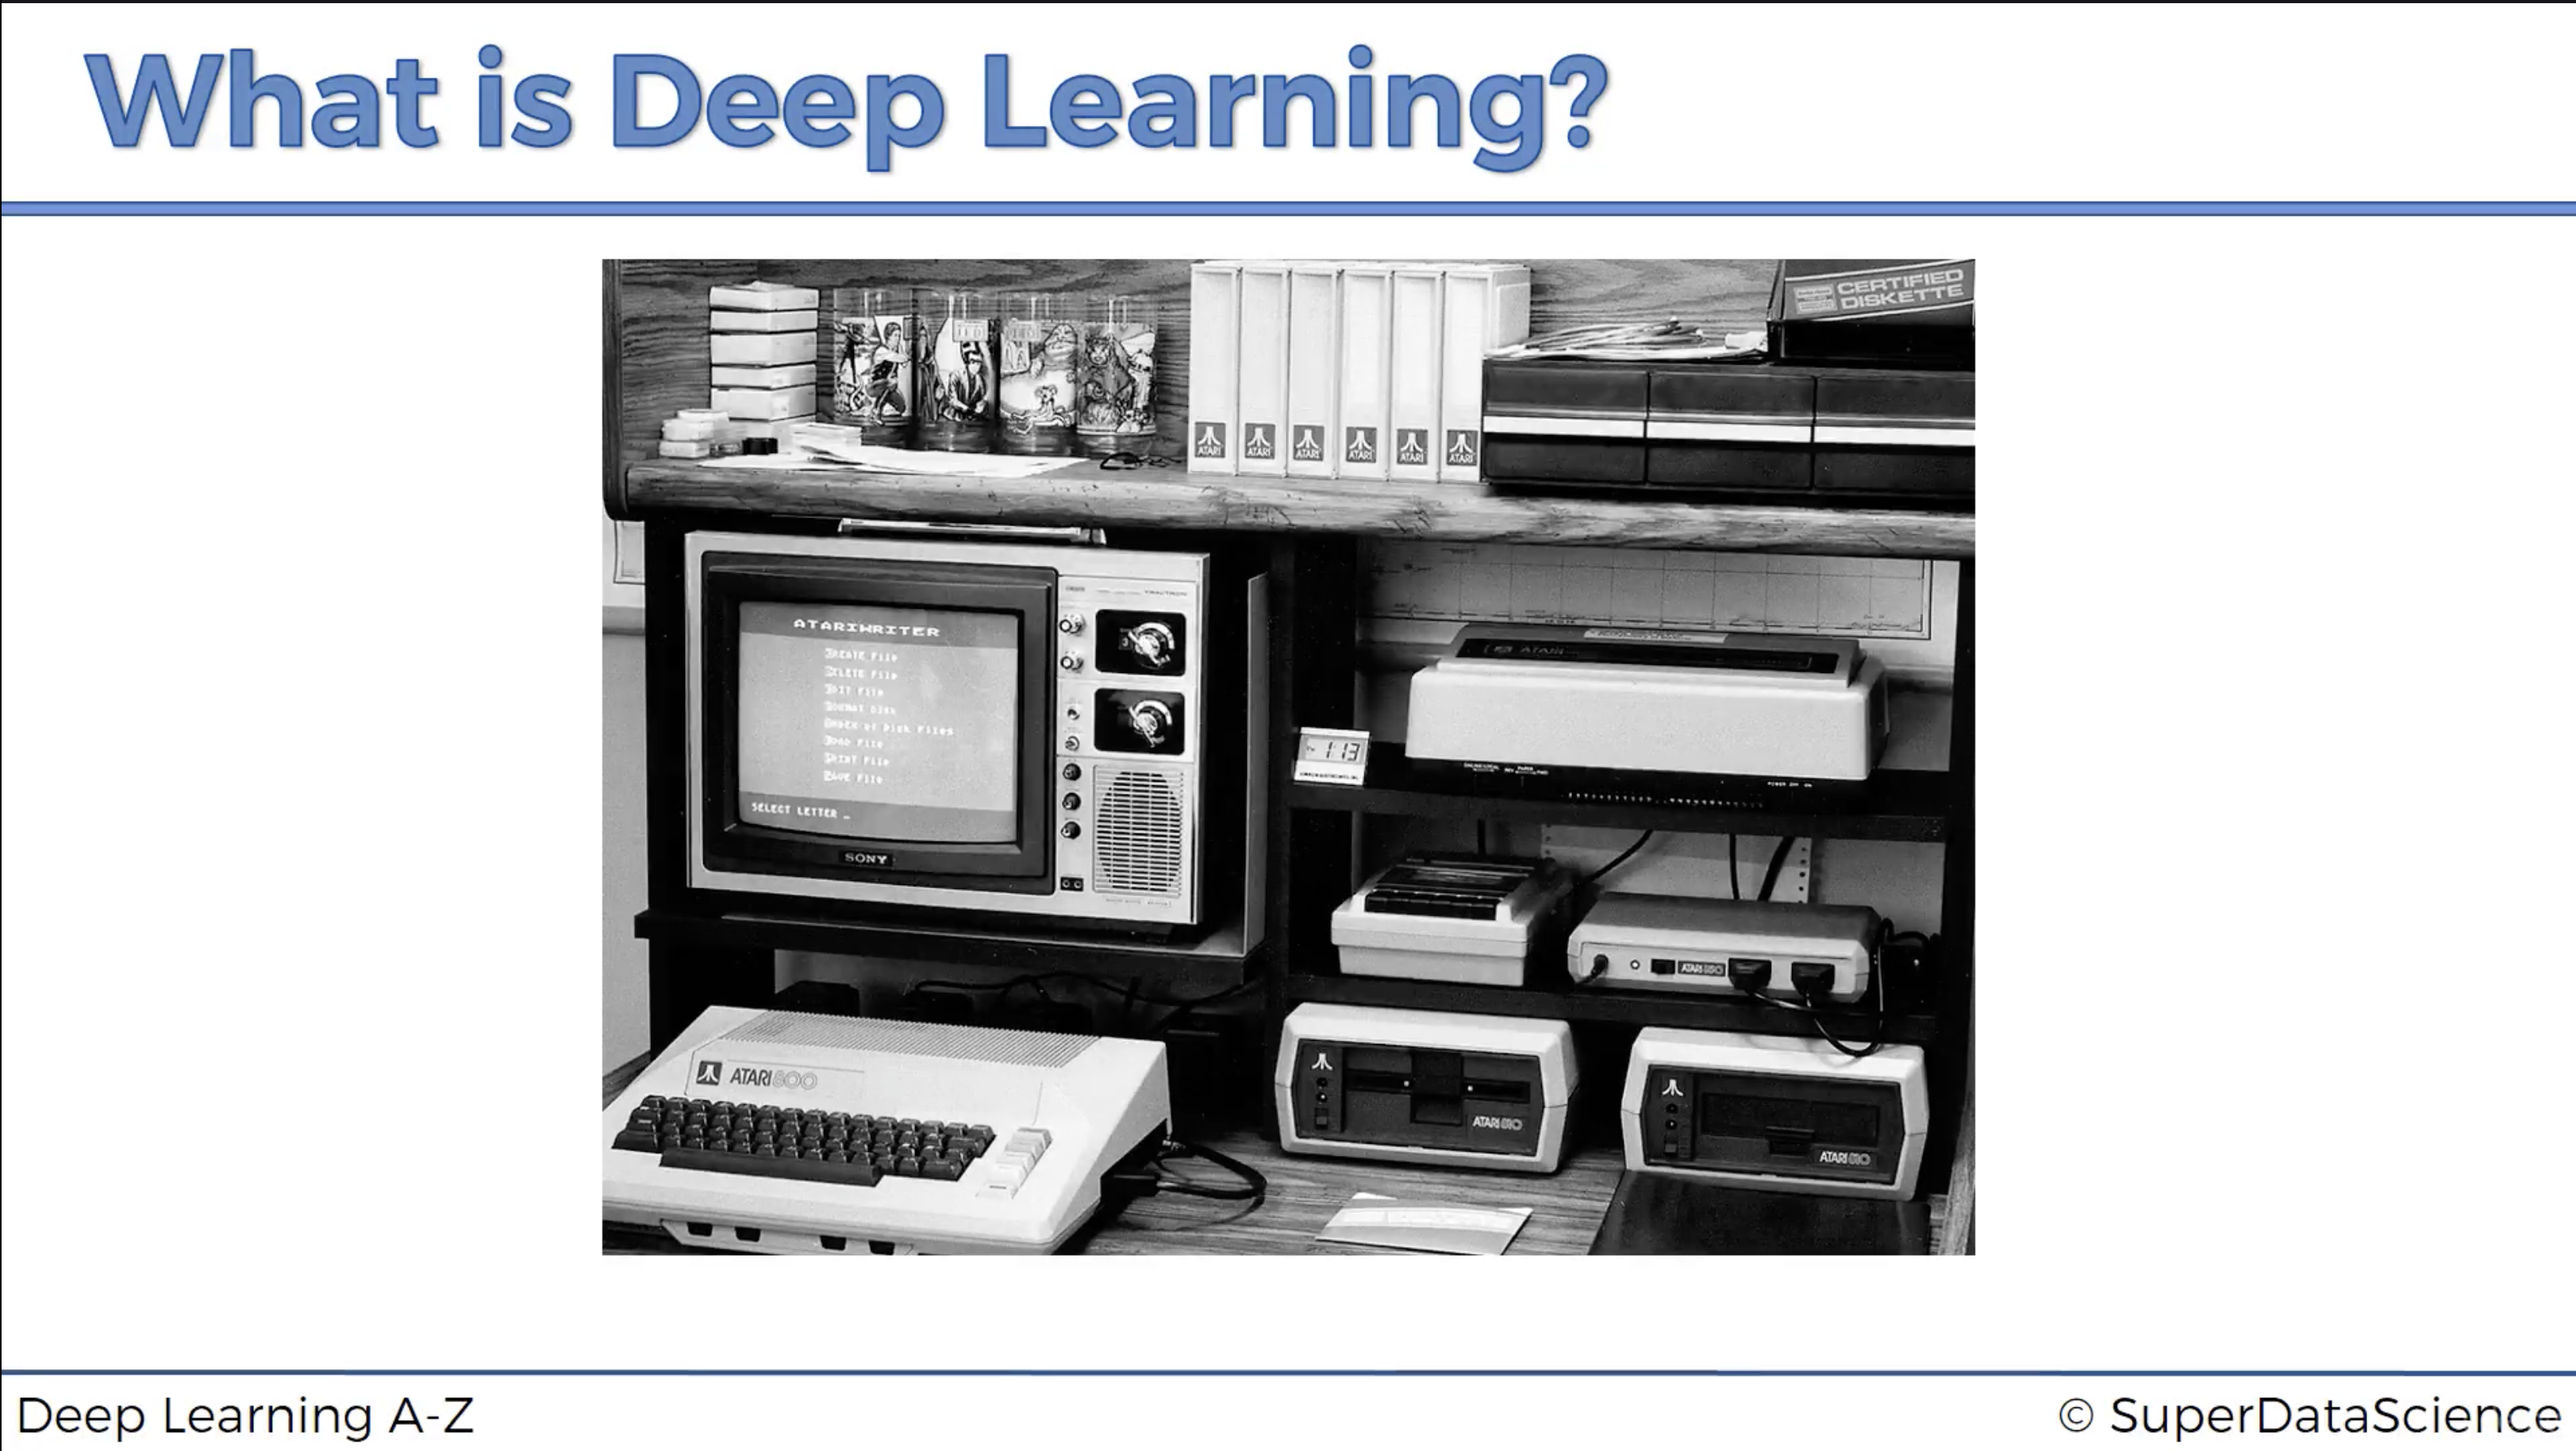 What is Deep Learning?
CERTIFIED
DISKETTE
ATARI ATARI ATARI ATARI ATARI ATARI
ATARIWRITER
CREATE File
DELETE File
EDIT File
FORMAT Disk
INDEX of Disk Files
LOAD File
PRINT File
SAVE File
SELECT LETTER
SONY
ATARI
1:13
ATARI 850
ATARI 800
ATARI 810
ATARI 810
Deep Learning A-Z
© SuperDataScience